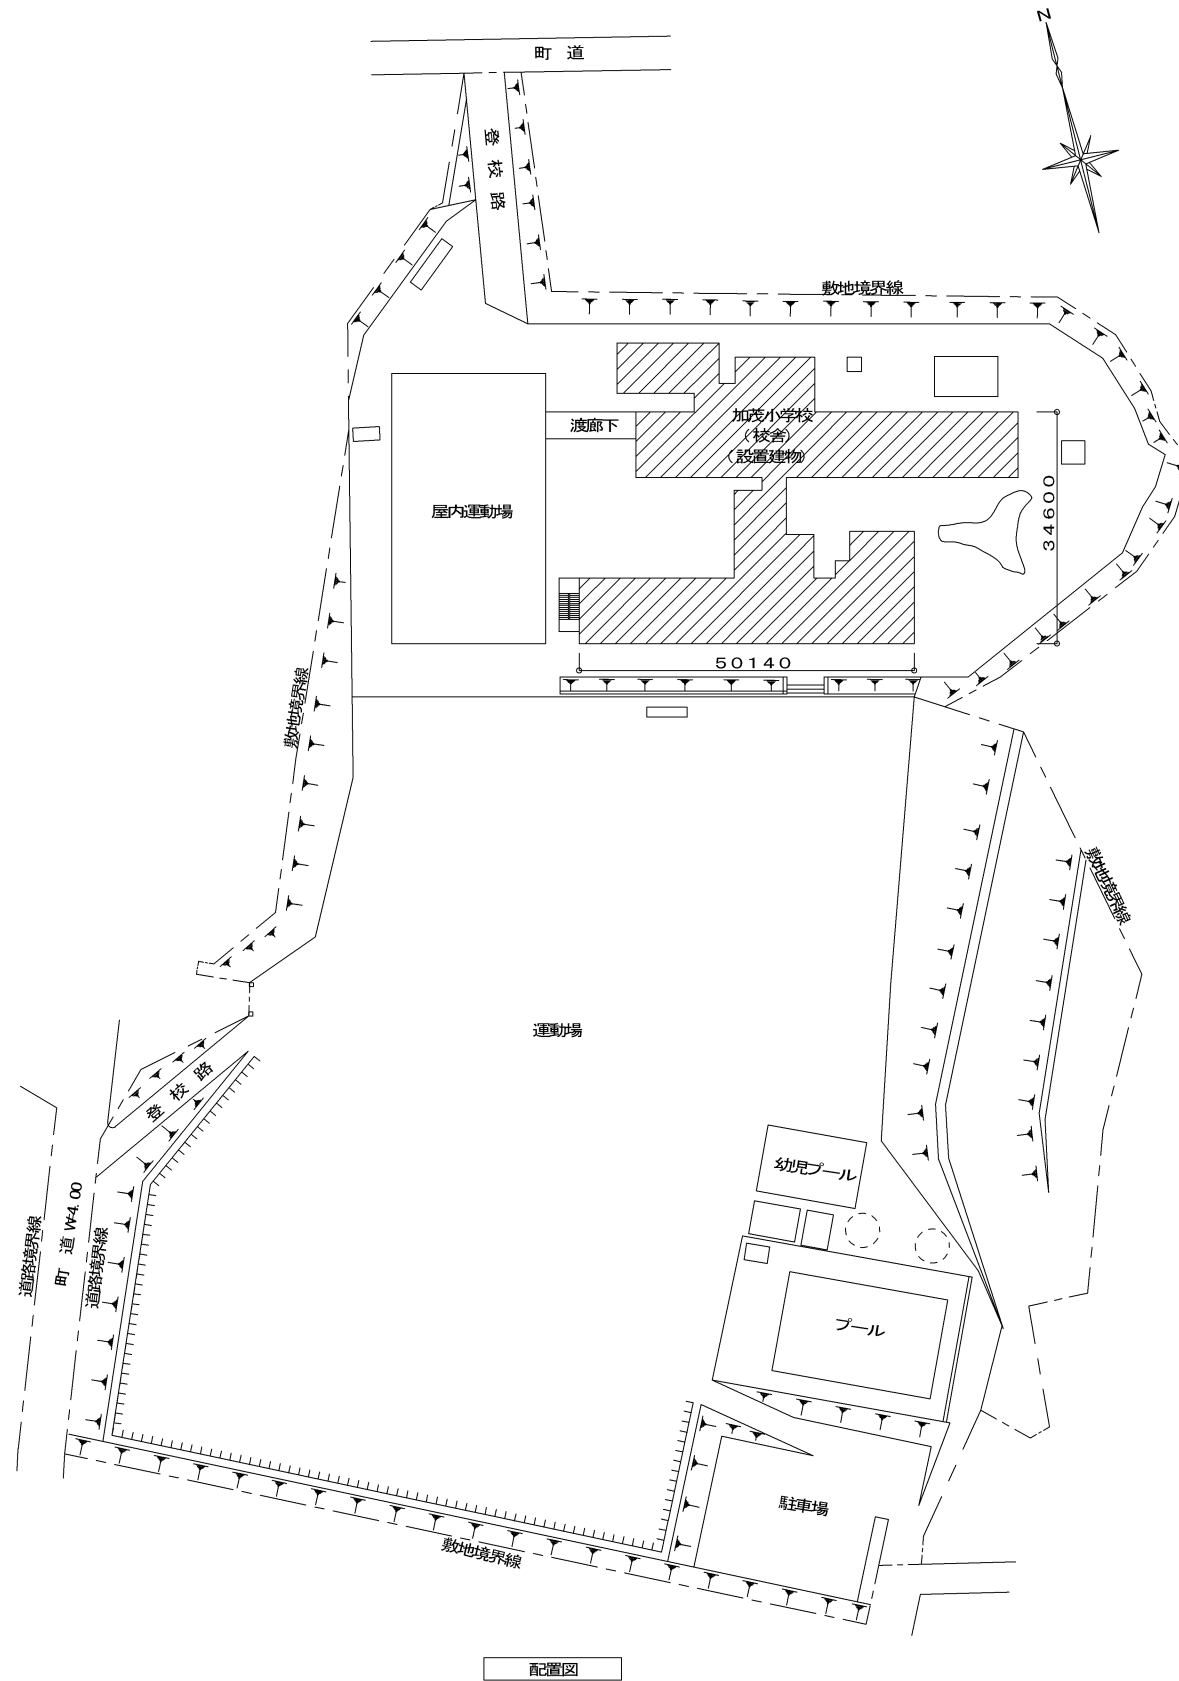 N
町 道
登校路
敷地境界線
加茂小学校
(校舎)
(設置建物)
渡廊下
屋内運動場
34600
50140
敷地境界線
敷地境界線
運動場
登校路
幼児プール
町 道 W=4.00
道路境界線
道路境界線
プール
駐車場
敷地境界線
配置図